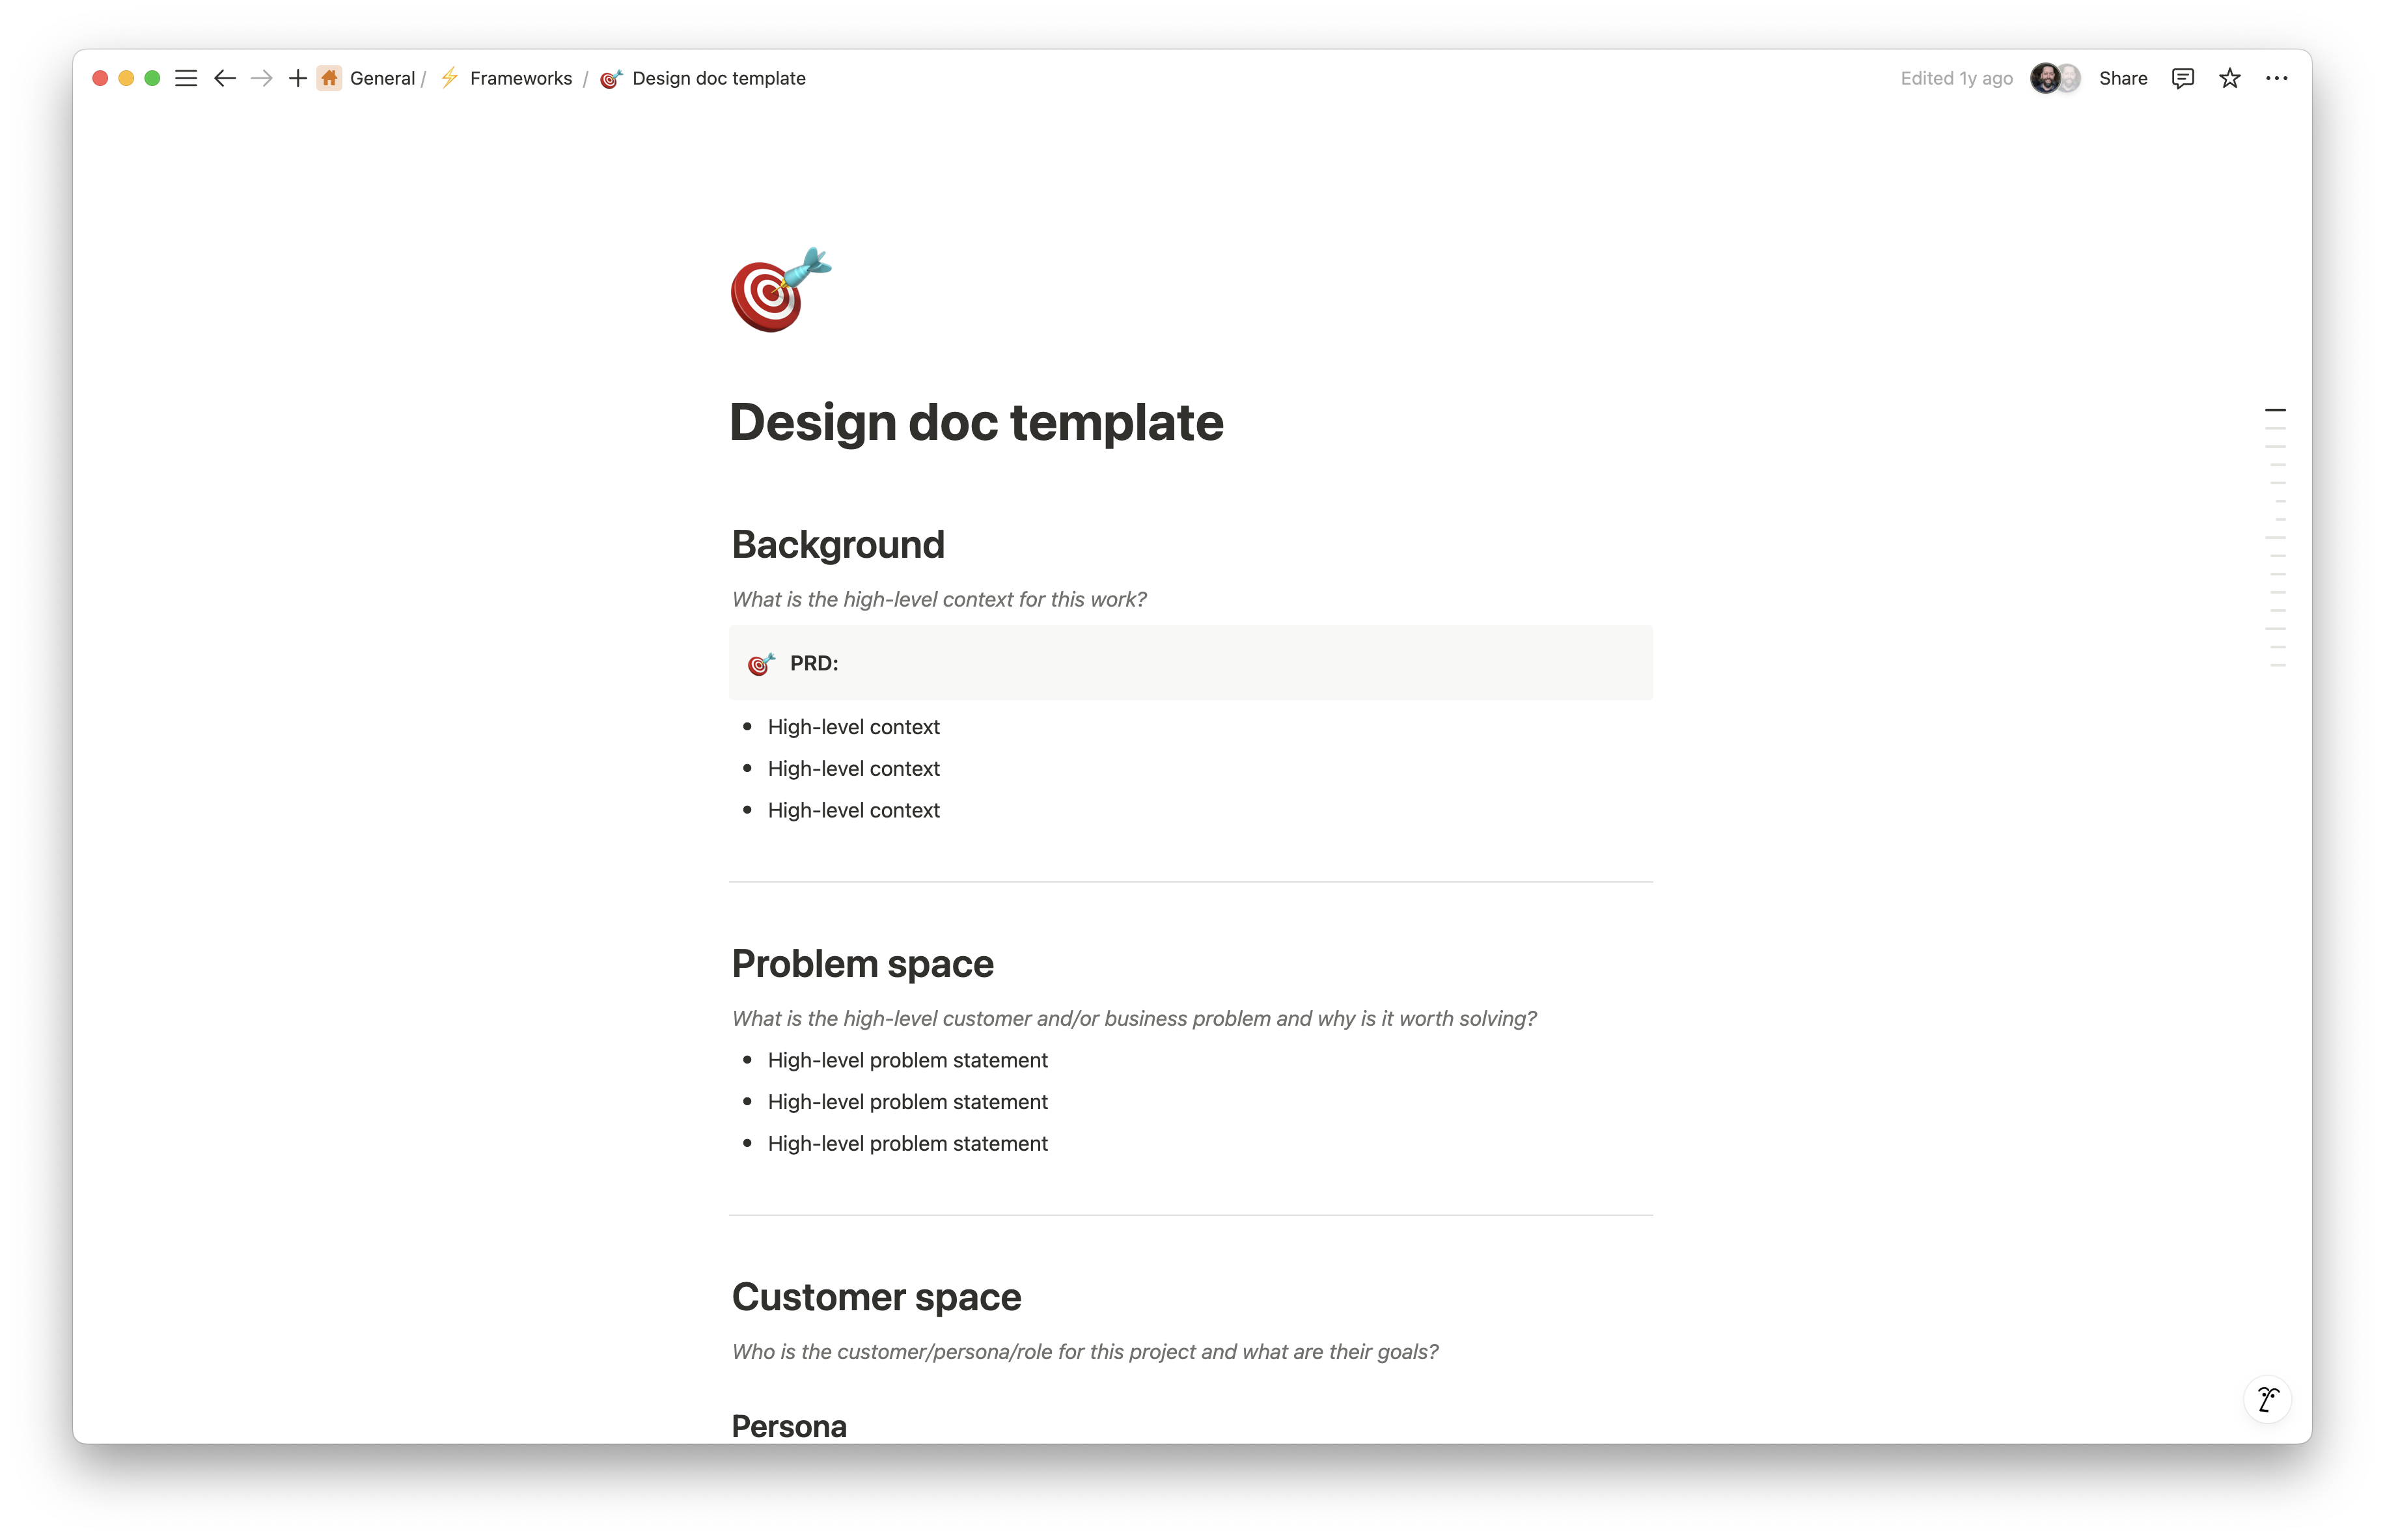 General / Frameworks / Design doc template
Edited 1y ago
Share
Design doc template
Background
What is the high-level context for this work?
PRD:
High-level context
High-level context
High-level context
Problem space
What is the high-level customer and/or business problem and why is it worth solving?
High-level problem statement
High-level problem statement
High-level problem statement
Customer space
Who is the customer/persona/role for this project and what are their goals?
Persona